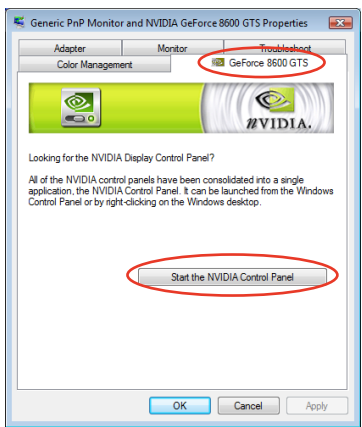 Generic PnP Monitor and NVIDIA GeForce 8600 GTS Properties
Adapter Monitor Troubleshoot
Color Management GeForce 8600 GTS
NVIDIA.
Looking for the NVIDIA Display Control Panel?
All of the NVIDIA control panels have been consolidated into a single
application, the NVIDIA Control Panel. It can be launched from the Windows
Control Panel or by right-clicking on the Windows desktop.
Start the NVIDIA Control Panel
OK Cancel Apply